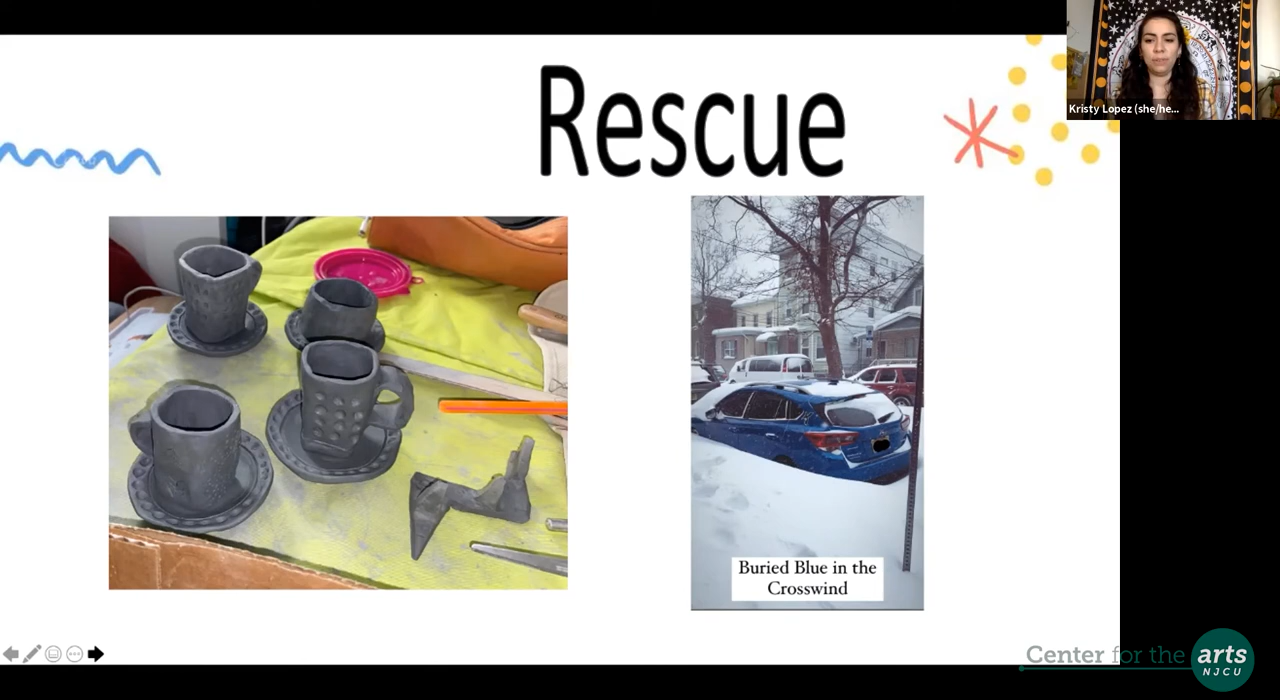 Rescue
Kristy Lopez (she/he...
Buried Blue in the
Crosswind
Center for the arts
NJCU